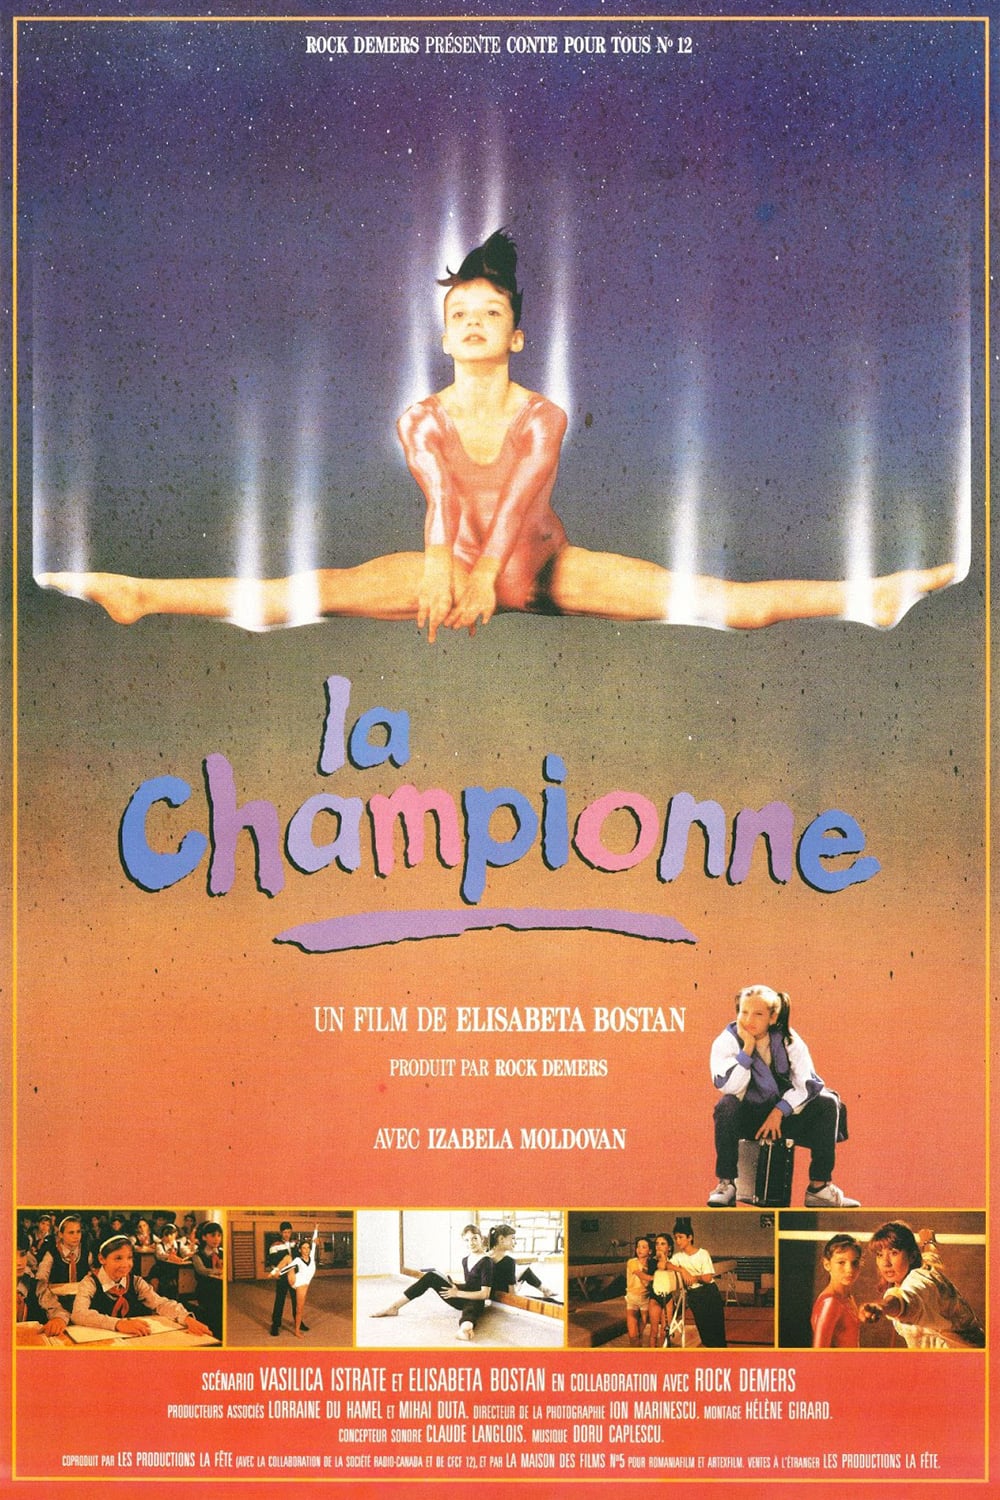 ROCK DEMERS PRÉSENTE CONTE POUR TOUS Nº 12
la
championne
UN FILM DE ELISABETA BOSTAN
PRODUIT PAR ROCK DEMERS
AVEC IZABELA MOLDOVAN
SCÉNARIO VASILICA ISTRATE ET ELISABETA BOSTAN EN COLLABORATION AVEC ROCK DEMERS
PRODUCTEURS ASSOCIÉS LORRAINE DU HAMEL ET MIHAI DUTA. DIRECTEUR DE LA PHOTOGRAPHIE ION MARINESCU. MONTAGE HÉLÈNE GIRARD.
CONCEPTEUR SONORE CLAUDE LANGLOIS. MUSIQUE DORU CAPLESCU.
COPRODUIT PAR LES PRODUCTIONS LA FÊTE (AVEC LA COLLABORATION DE LA SOCIÉTÉ RADIO-CANADA ET DE CFCF 12), ET PAR LA MAISON DES FILMS Nº5 POUR ROMANIAFILM ET ARTEXFILM. VENTES À L'ÉTRANGER LES PRODUCTIONS LA FÊTE.